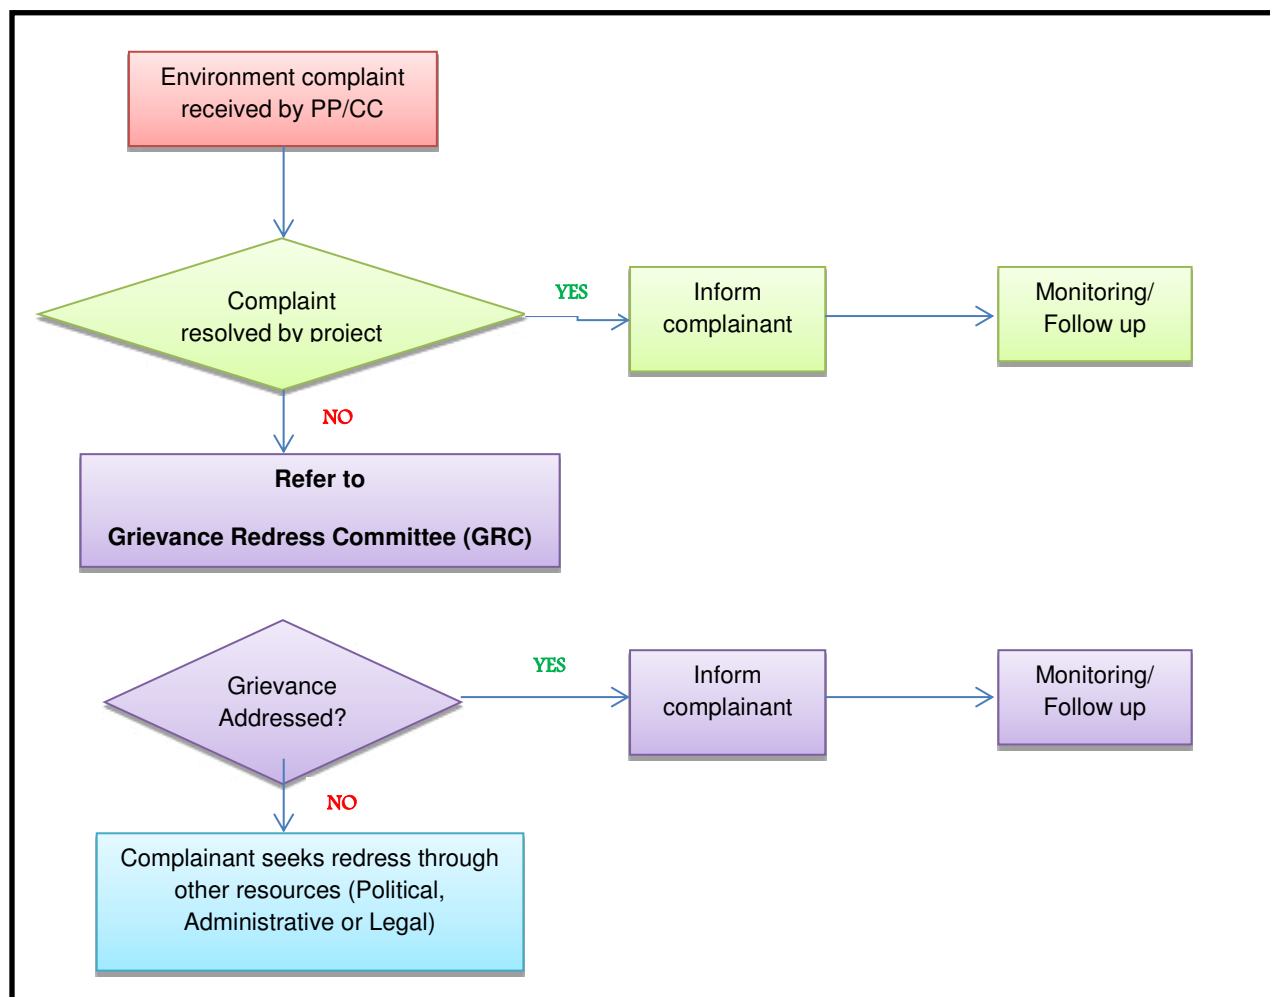 Environment complaint
received by PP/CC
Complaint
resolved by project
YES
Inform
complainant
Monitoring/
Follow up
NO
Refer to
Grievance Redress Committee (GRC)
Grievance
Addressed?
YES
Inform
complainant
Monitoring/
Follow up
NO
Complainant seeks redress through
other resources (Political,
Administrative or Legal)